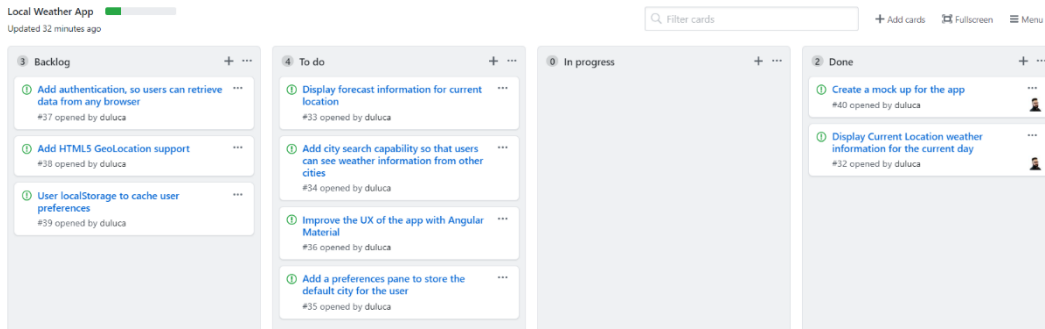 Local Weather App
Updated 32 minutes ago
Filter cards
Add cards
Fullscreen
Menu
3 Backlog
Add authentication, so users can retrieve
data from any browser
#37 opened by duluca
Add HTML5 GeoLocation support
#38 opened by duluca
User localStorage to cache user
preferences
#39 opened by duluca
4 To do
Display forecast information for current
location
#33 opened by duluca
Add city search capability so that users
can see weather information from other
cities
#34 opened by duluca
Improve the UX of the app with Angular
Material
#36 opened by duluca
Add a preferences pane to store the
default city for the user
#35 opened by duluca
0 In progress
2 Done
Create a mock up for the app
#40 opened by duluca
Display Current Location weather
information for the current day
#32 opened by duluca